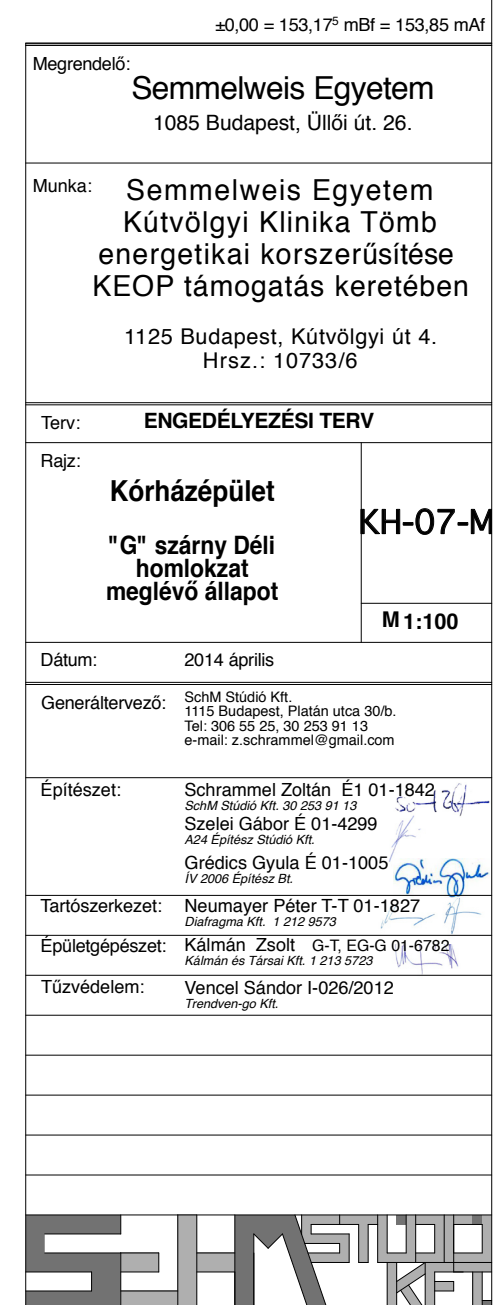 ±0,00 = 153,17⁵ mBf = 153,85 mAf
Megrendelő:
Semmelweis Egyetem
1085 Budapest, Üllői út. 26.
Munka:
Semmelweis Egyetem
Kútvölgyi Klinika Tömb
energetikai korszerűsítése
KEOP támogatás keretében
1125 Budapest, Kútvölgyi út 4.
Hrsz.: 10733/6
Terv: ENGEDÉLYEZÉSI TERV
Rajz:
Kórházépület
"G" szárny Déli
homlokzat
meglévő állapot
KH-07-M
M 1:100
Dátum: 2014 április
Generáltervező: SchM Stúdió Kft.
1115 Budapest, Platán utca 30/b.
Tel: 306 55 25, 30 253 91 13
e-mail: z.schrammel@gmail.com
Építészet: Schrammel Zoltán É1 01-1842
SchM Stúdió Kft. 30 253 91 13
Szelei Gábor É 01-4299
A24 Építész Stúdió Kft.
Grédics Gyula É 01-1005
ÍV 2006 Építész Bt.
Grédics Gyula
Tartószerkezet: Neumayer Péter T-T 01-1827
Diafragma Kft. 1 212 9573
Épületgépészet: Kálmán Zsolt G-T, EG-G 01-6782
Kálmán és Társai Kft. 1 213 5723
Tűzvédelem: Vencel Sándor I-026/2012
Trendven-go Kft.
SCHM STÚDIÓ
KFT